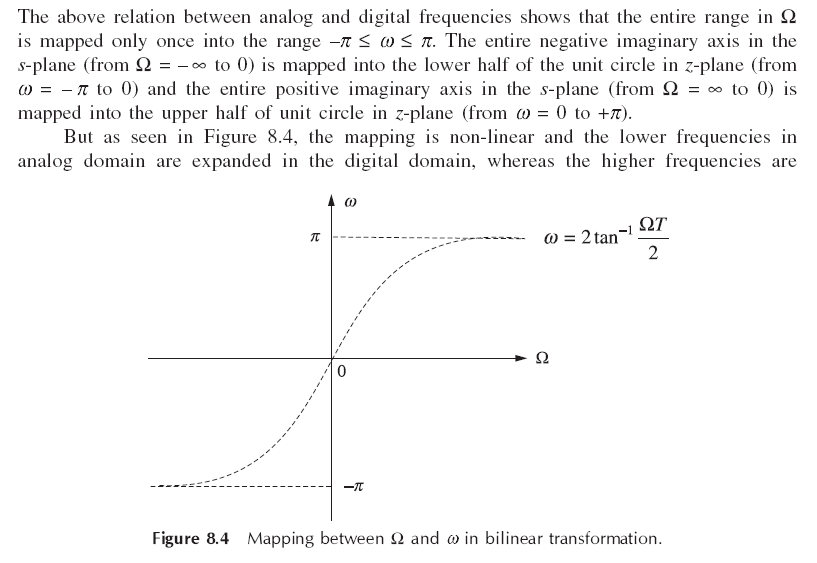 The above relation between analog and digital frequencies shows that the entire range in Ω
is mapped only once into the range –π ≤ ω ≤ π. The entire negative imaginary axis in the
s-plane (from Ω = – ∞ to 0) is mapped into the lower half of the unit circle in z-plane (from
ω = – π to 0) and the entire positive imaginary axis in the s-plane (from Ω = ∞ to 0) is
mapped into the upper half of unit circle in z-plane (from ω = 0 to +π).
But as seen in Figure 8.4, the mapping is non-linear and the lower frequencies in
analog domain are expanded in the digital domain, whereas the higher frequencies are
ω
π
ω = 2 tan⁻¹ ΩT/2
Ω
0
–π
Figure 8.4 Mapping between Ω and ω in bilinear transformation.